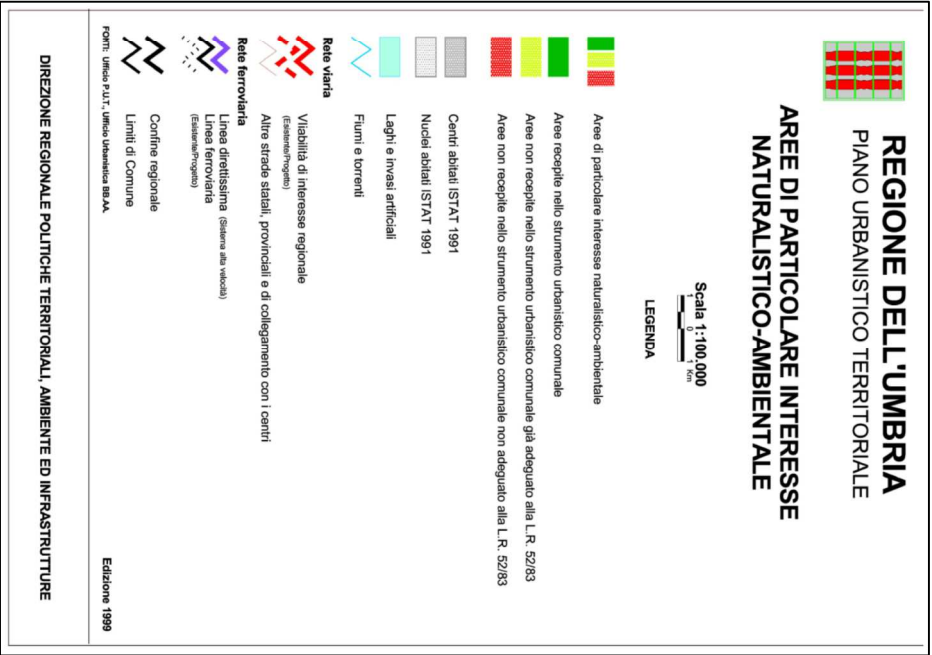 REGIONE DELL'UMBRIA
PIANO URBANISTICO TERRITORIALE
AREE DI PARTICOLARE INTERESSE
NATURALISTICO-AMBIENTALE
Scala 1:100.000
1 0 1 Km
LEGENDA
Aree di particolare interesse naturalistico-ambientale
Aree recepite nello strumento urbanistico comunale
Aree non recepite nello strumento urbanistico comunale già adeguato alla L.R. 52/83
Aree non recepite nello strumento urbanistico comunale non adeguato alla L.R. 52/83
Centri abitati ISTAT 1991
Nuclei abitati ISTAT 1991
Laghi e invasi artificiali
Fiumi e torrenti
Rete viaria
Viiabilità di interesse regionale
(Esistente/Progetto)
Altre strade statali, provinciali e di collegamento con i centri
Rete ferroviaria
Linea direttissima (Sistema alta velocità)
Linea ferroviaria
(Esistente/Progetto)
Confine regionale
Limiti di Comune
FONTI: Ufficio P.U.T., Ufficio Urbanistica BB.AA.
Edizione 1999
DIREZIONE REGIONALE POLITICHE TERRITORIALI, AMBIENTE ED INFRASTRUTTURE